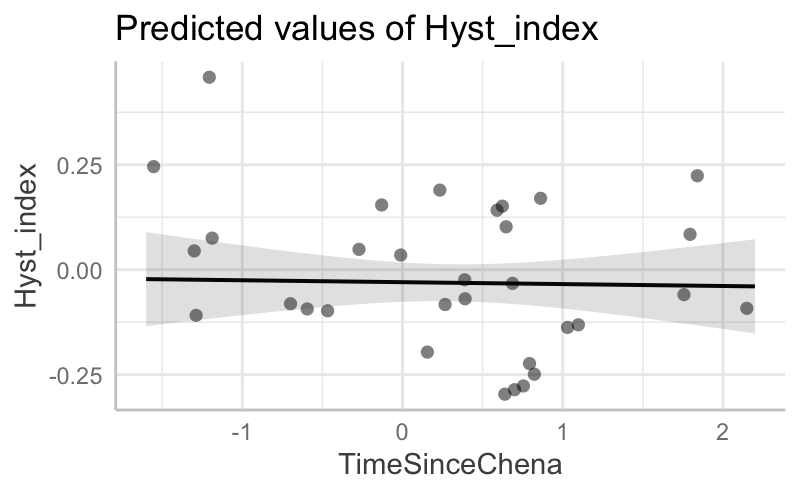 Predicted values of Hyst_index
Hyst_index
0.25
0.00
-0.25
-1
0
1
2
TimeSinceChena